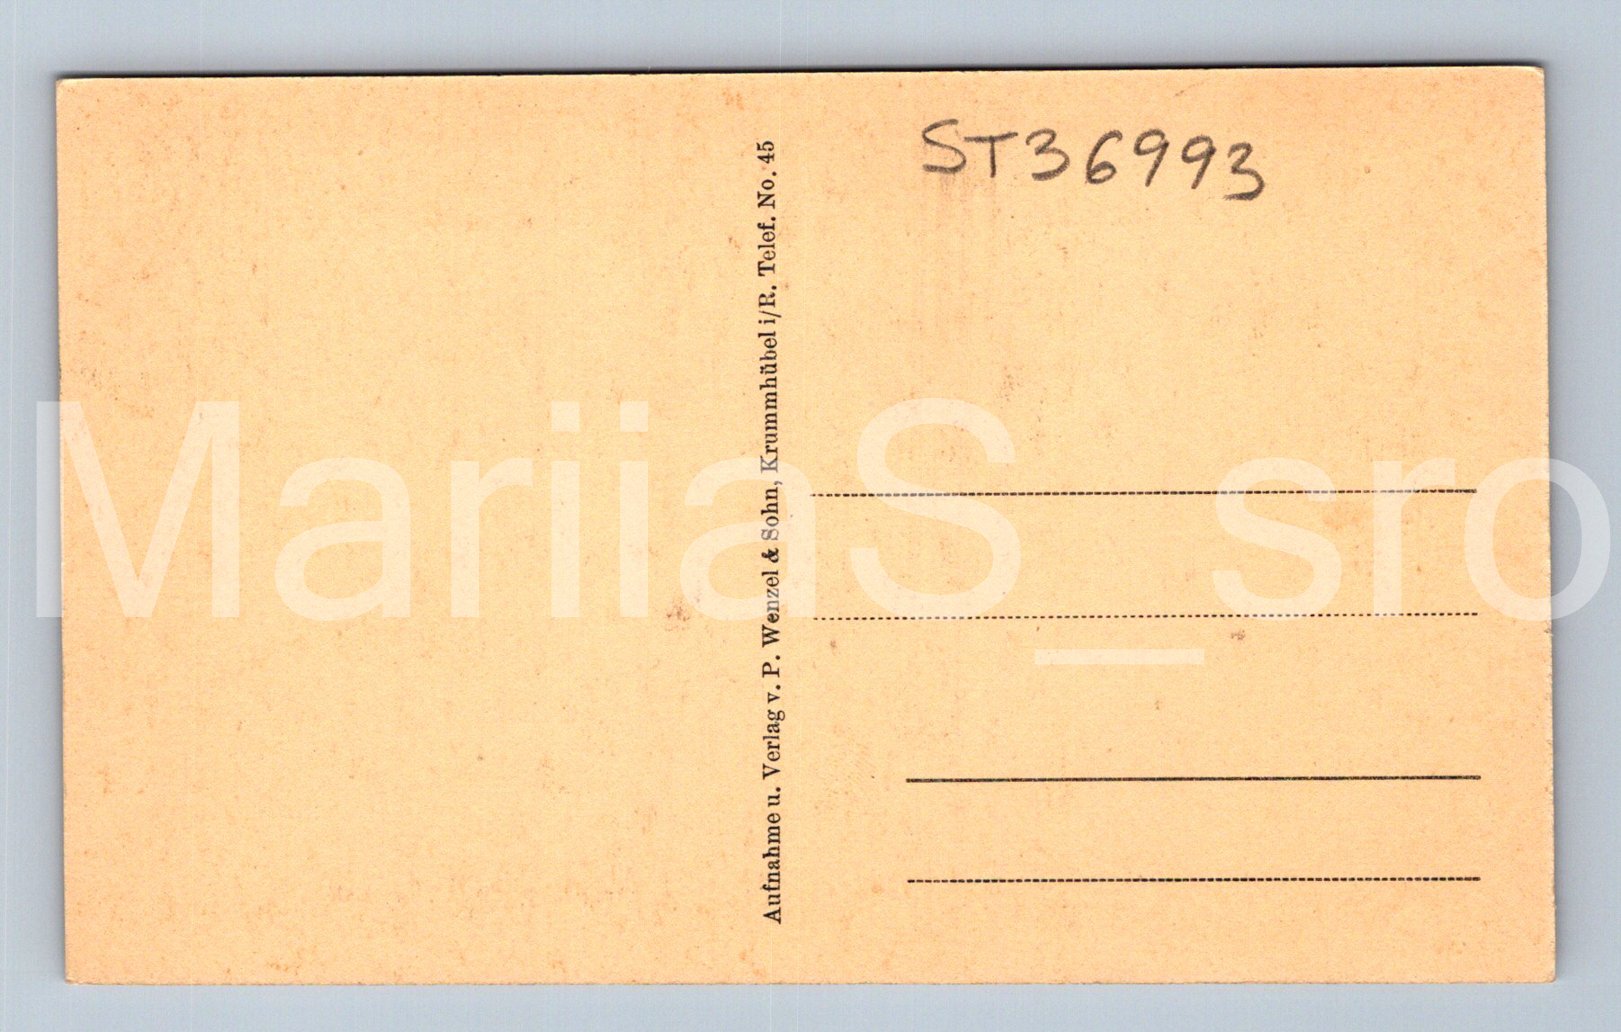 ST36993
Aufnahme u. Verlag v. P. Wenzel & Sohn, Krummhübel i/R. Telef. No. 45
MariiaS_sro